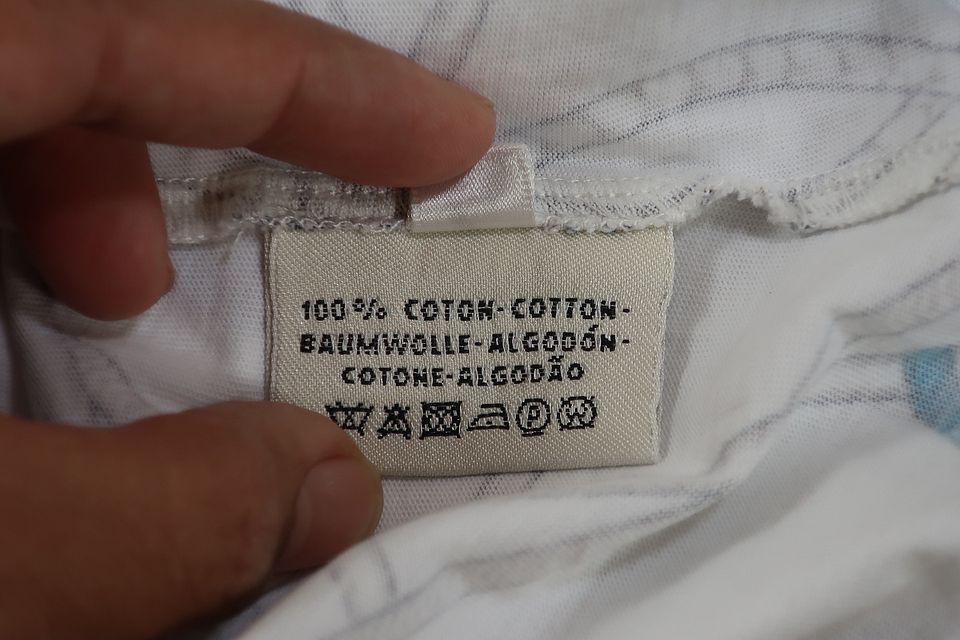 100% COTON-COTTON-
BAUMWOLLE-ALGODÓN-
COTONE-ALGODÃO
P W